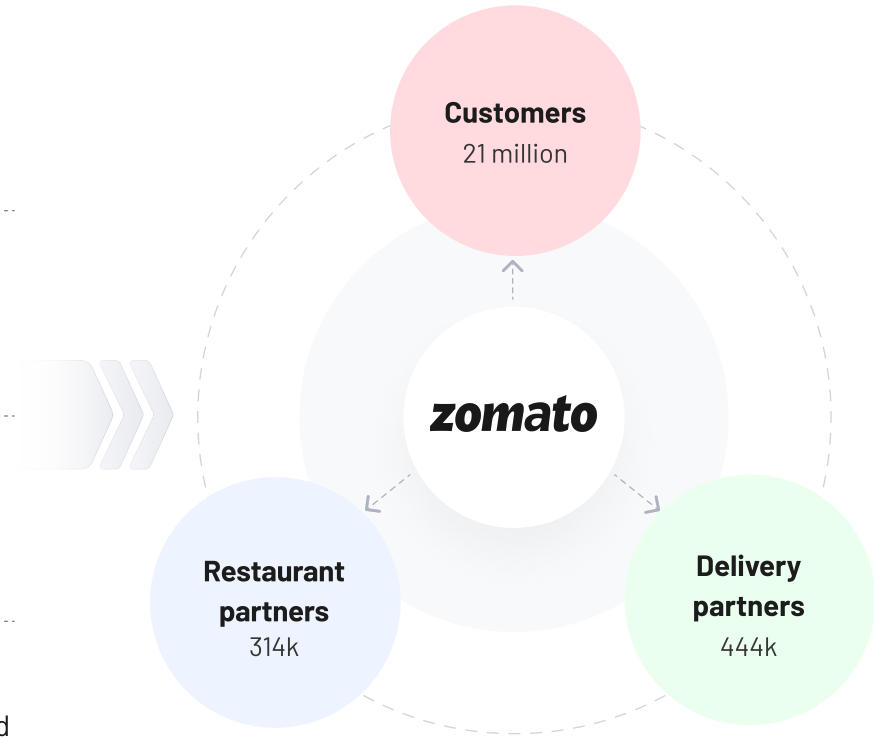 Customers
21 million
zomato
Restaurant
partners
314k
Delivery
partners
444k
d